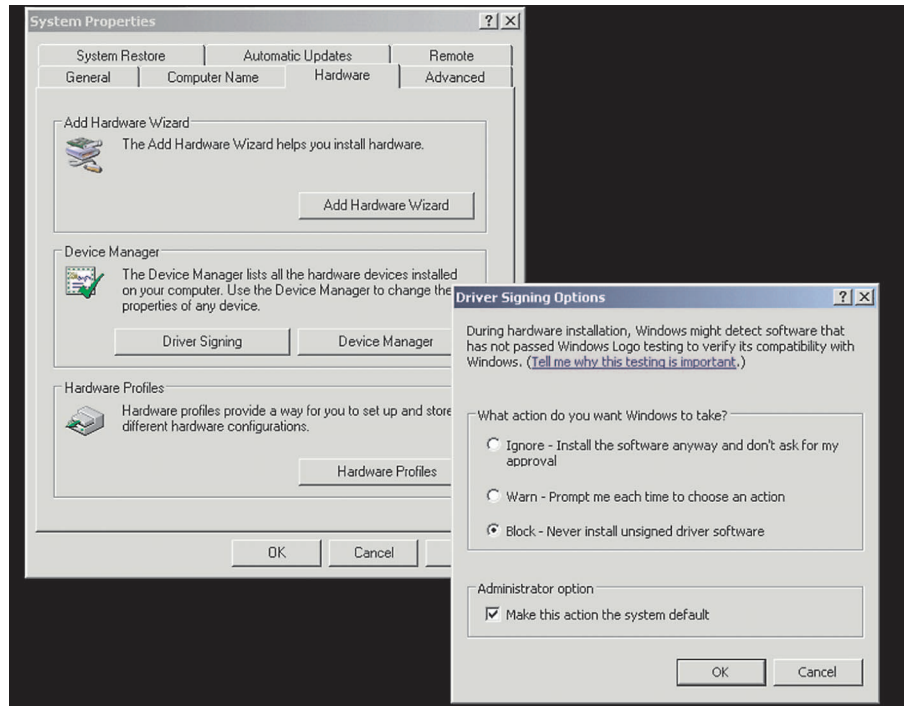 System Properties
System Restore
Automatic Updates
Remote
General
Computer Name
Hardware
Advanced
Add Hardware Wizard
The Add Hardware Wizard helps you install hardware.
Add Hardware Wizard
Device Manager
The Device Manager lists all the hardware devices installed
on your computer. Use the Device Manager to change the
properties of any device.
Driver Signing
Device Manager
Hardware Profiles
Hardware profiles provide a way for you to set up and store
different hardware configurations.
Hardware Profiles
OK
Cancel
Driver Signing Options
During hardware installation, Windows might detect software that
has not passed Windows Logo testing to verify its compatibility with
Windows. (Tell me why this testing is important.)
What action do you want Windows to take?
Ignore - Install the software anyway and don't ask for my
approval
Warn - Prompt me each time to choose an action
Block - Never install unsigned driver software
Administrator option
Make this action the system default
OK
Cancel